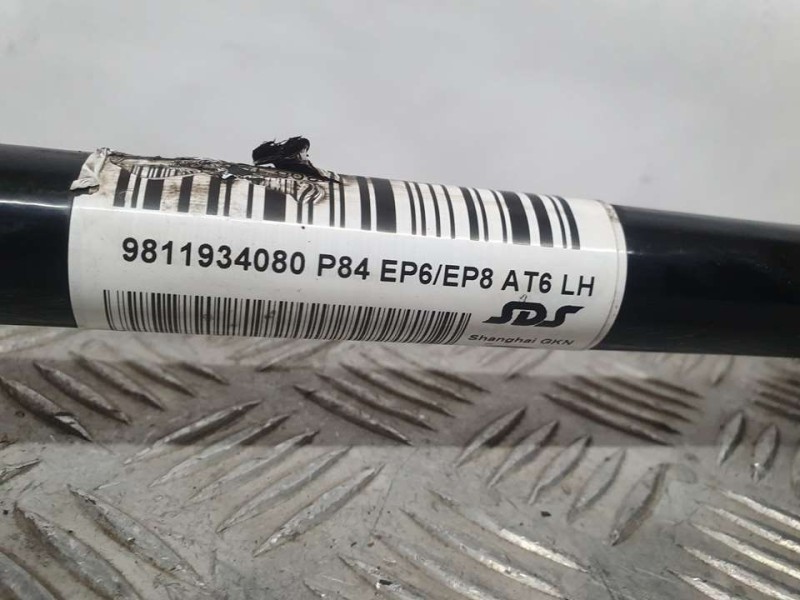 9811934080 P84 EP6/EP8 AT6 LH
SDS
Shanghai GKN